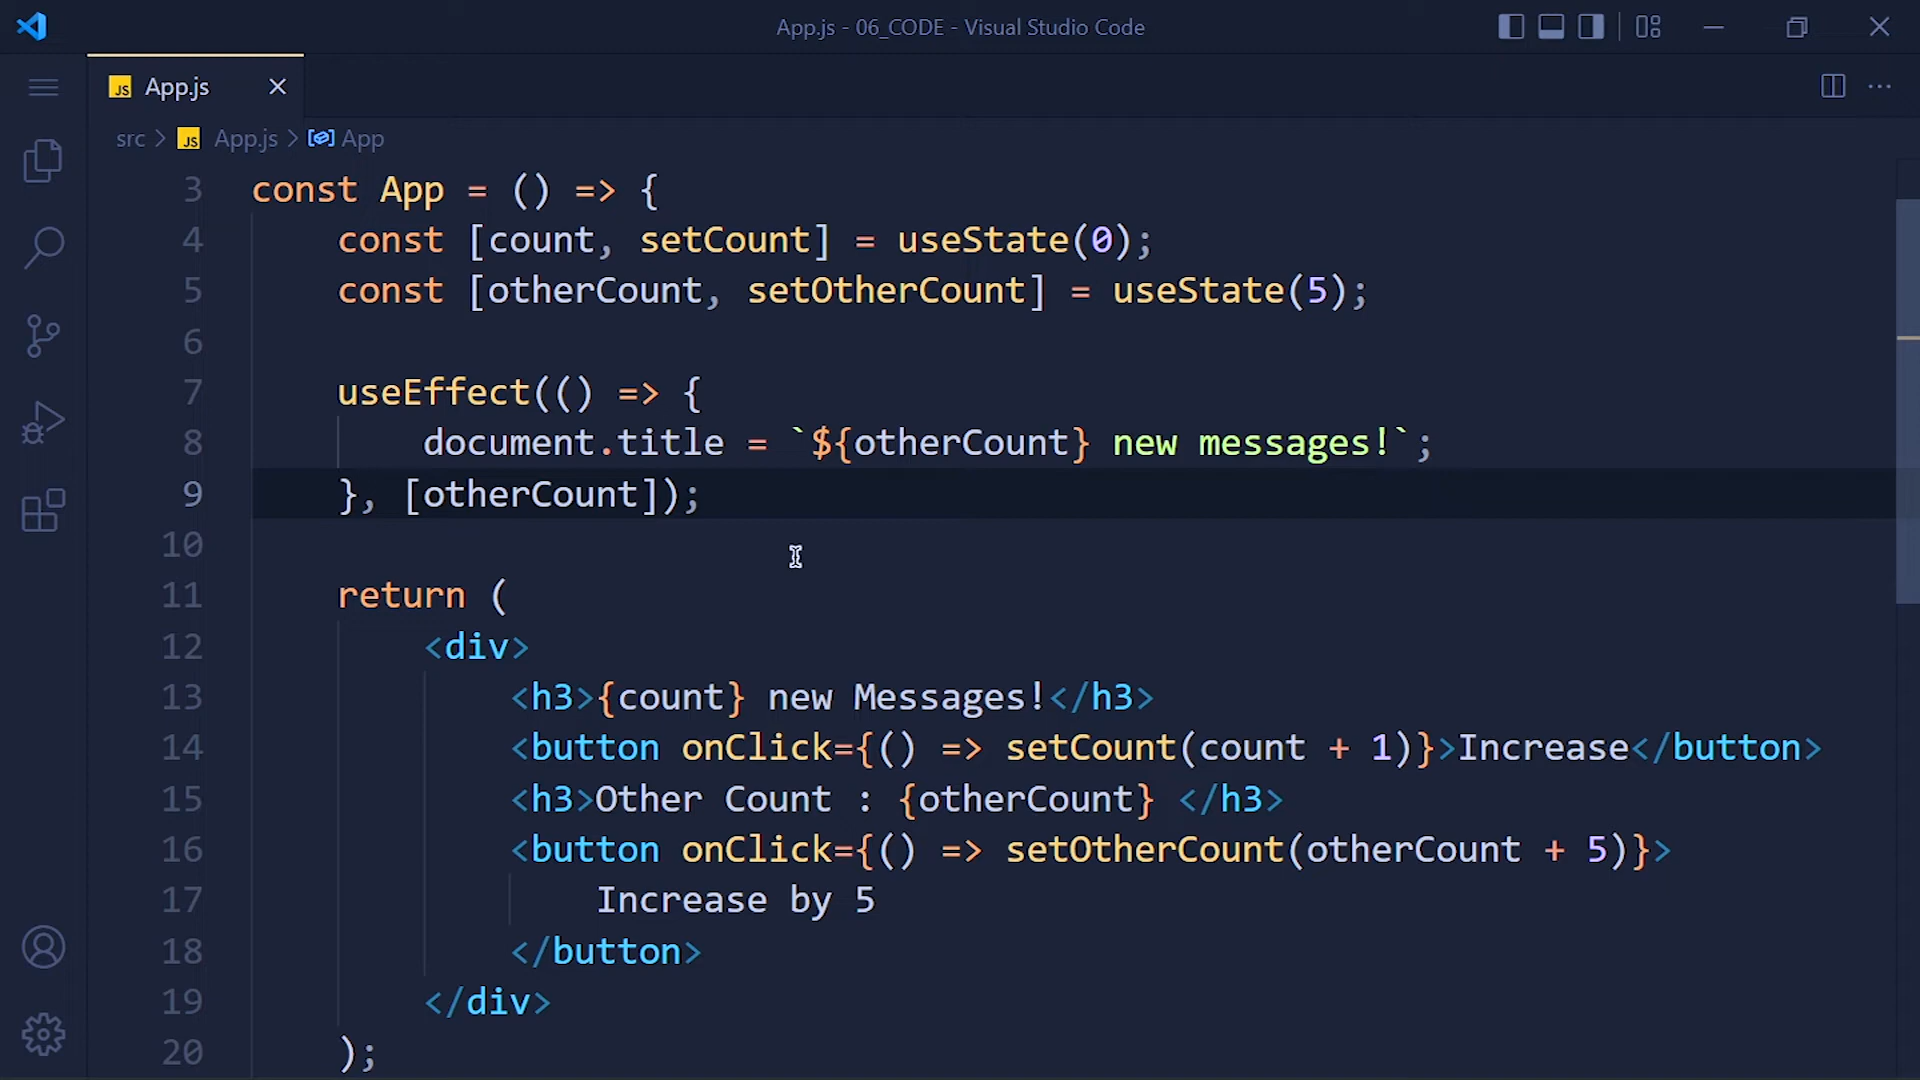 App.js - 06_CODE - Visual Studio Code
JS App.js
src > JS App.js > App
3 const App = () => {
4 const [count, setCount] = useState(0);
5 const [otherCount, setOtherCount] = useState(5);
6
7 useEffect(() => {
8 document.title = `${otherCount} new messages!`;
9 }, [otherCount]);
10
11 return (
12 <div>
13 <h3>{count} new Messages!</h3>
14 <button onClick={() => setCount(count + 1)}>Increase</button>
15 <h3>Other Count : {otherCount} </h3>
16 <button onClick={() => setOtherCount(otherCount + 5)}>
17 Increase by 5
18 </button>
19 </div>
20 );